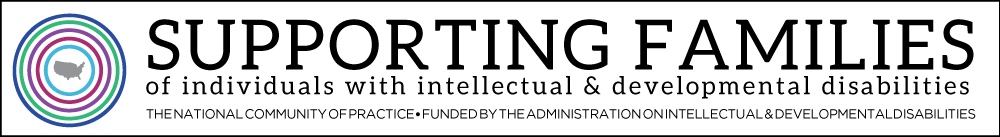 SUPPORTING FAMILIES
of individuals with intellectual & developmental disabilities
THE NATIONAL COMMUNITY OF PRACTICE•FUNDED BY THE ADMINISTRATION ON INTELLECTUAL & DEVELOPMENTAL DISABILITIES